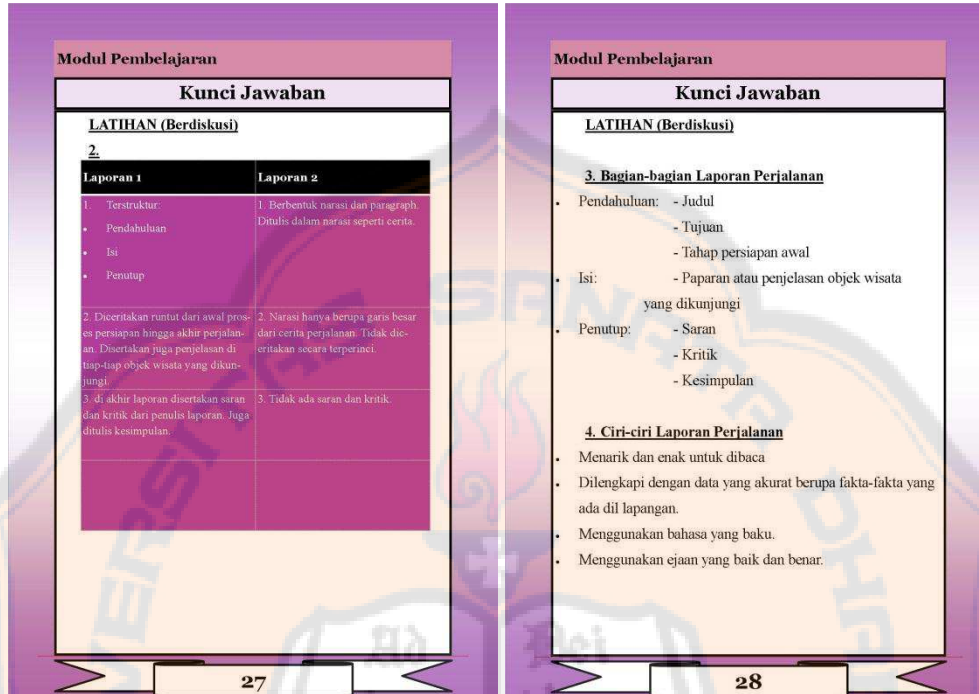 Modul Pembelajaran
Kunci Jawaban
LATIHAN (Berdiskusi)
2.
Laporan 1
Laporan 2
1. Terstruktur:
• Pendahuluan
• Isi
• Penutup
1. Berbentuk narasi dan paragraph.
Ditulis dalam narasi seperti cerita.
2. Diceritakan runtut dari awal pros-
es persiapan hingga akhir perjalan-
an. Disertakan juga penjelasan di
tiap-tiap objek wisata yang dikun-
jungi.
2. Narasi hanya berupa garis besar
dari cerita perjalanan. Tidak dic-
eritakan secara terperinci.
3. di akhir laporan disertakan saran
dan kritik dari penulis laporan. Juga
ditulis kesimpulan.
3. Tidak ada saran dan kritik.
27
Modul Pembelajaran
Kunci Jawaban
LATIHAN (Berdiskusi)
3. Bagian-bagian Laporan Perjalanan
• Pendahuluan: - Judul
- Tujuan
- Tahap persiapan awal
• Isi: - Paparan atau penjelasan objek wisata
yang dikunjungi
• Penutup: - Saran
- Kritik
- Kesimpulan
4. Ciri-ciri Laporan Perjalanan
• Menarik dan enak untuk dibaca
• Dilengkapi dengan data yang akurat berupa fakta-fakta yang
ada dil lapangan.
• Menggunakan bahasa yang baku.
• Menggunakan ejaan yang baik dan benar.
28